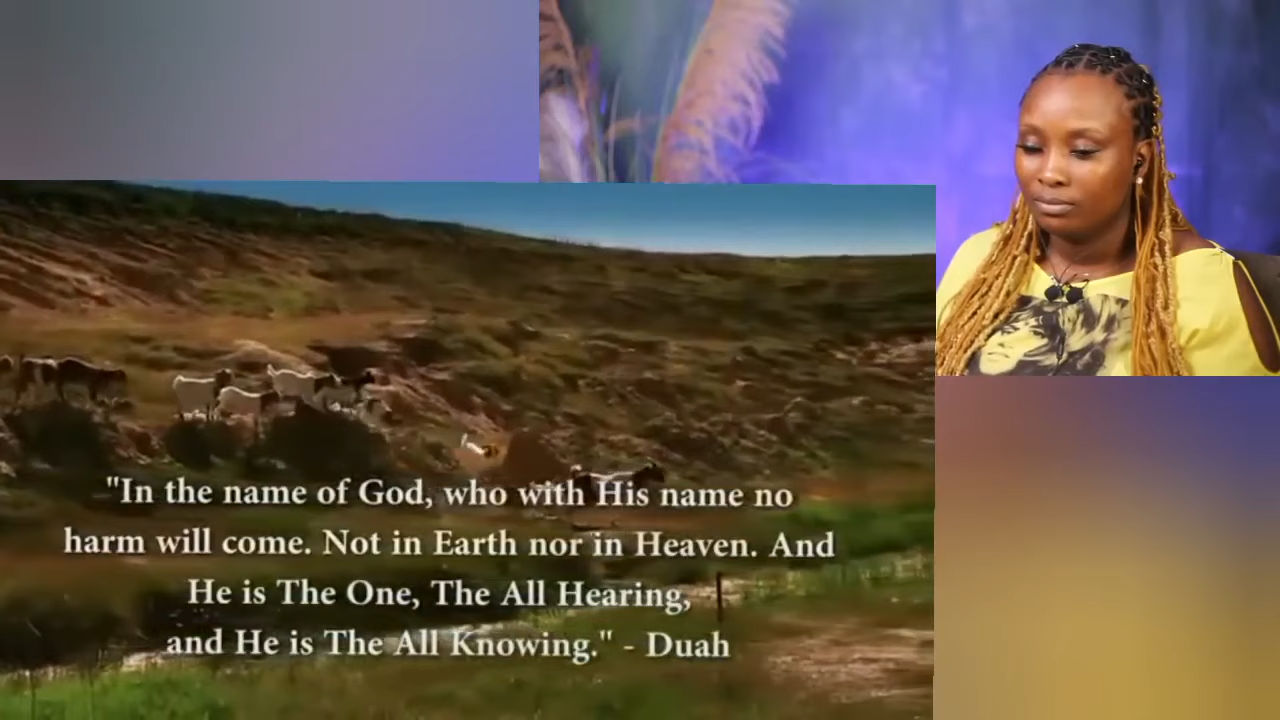 "In the name of God, who with His name no
harm will come. Not in Earth nor in Heaven. And
He is The One, The All Hearing,
and He is The All Knowing." - Duah